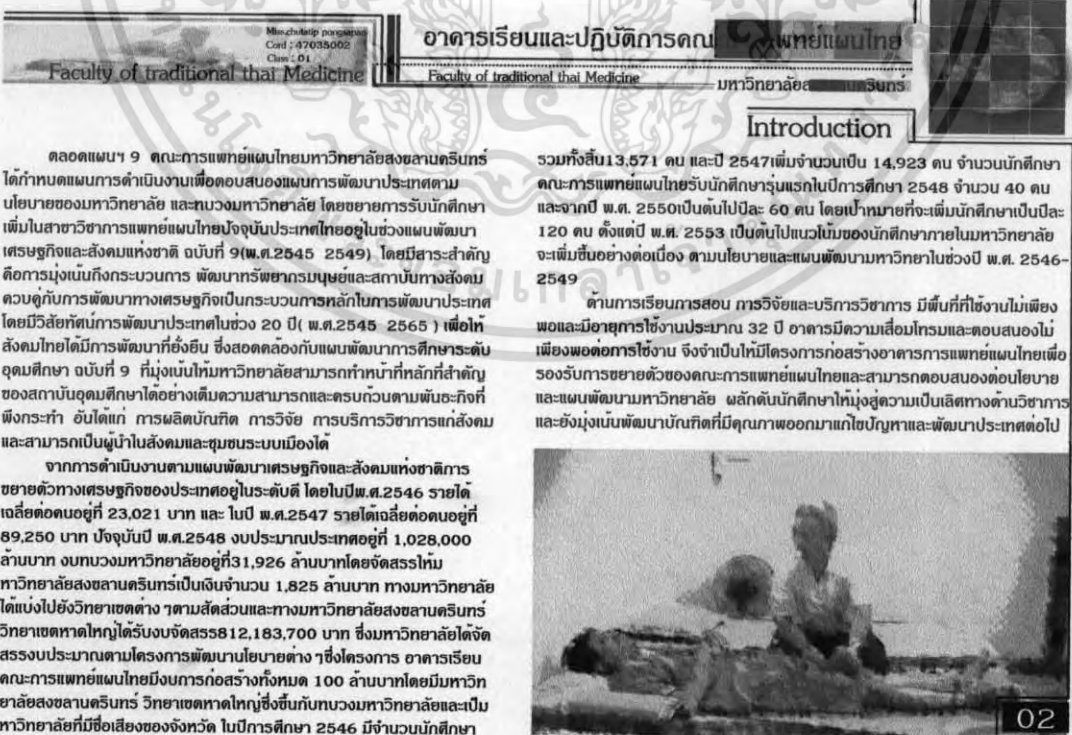 Miss.chutatip pongsapan
Cord : 47035002
Class : 01
Faculty of traditional thai Medicine
อาคารเรียนและปฏิบัติการคณะ แพทย์แผนไทย
Faculty of traditional thai Medicine
มหาวิทยาลัยส นครินทร์
Introduction
ตลอดแผนฯ 9 คณะการแพทย์แผนไทยมหาวิทยาลัยสงขลานครินทร์
ได้กำหนดแผนการดำเนินงานเพื่อตอบสนองแผนการพัฒนาประเทศตาม
นโยบายของมหาวิทยาลัย และทบวงมหาวิทยาลัย โดยขยายการรับนักศึกษา
เพิ่มในสาขาวิชาการแพทย์แผนไทยปัจจุบันประเทศไทยอยู่ในช่วงแผนพัฒนา
เศรษฐกิจและสังคมแห่งชาติ ฉบับที่ 9(พ.ศ.2545 2549) โดยมีสาระสำคัญ
คือการมุ่งเน้นถึงกระบวนการ พัฒนาทรัพยากรมนุษย์และสถาบันทางสังคม
ควบคู่กับการพัฒนาทางเศรษฐกิจเป็นกระบวนการหลักในการพัฒนาประเทศ
โดยมีวิสัยทัศน์การพัฒนาประเทศในช่วง 20 ปี( พ.ศ.2545 2565 ) เพื่อให้
สังคมไทยได้มีการพัฒนาที่ยั่งยืน ซึ่งสอดคล้องกับแผนพัฒนาการศึกษาระดับ
อุดมศึกษา ฉบับที่ 9 ที่มุ่งเน้นให้มหาวิทยาลัยสามารถทำหน้าที่หลักที่สำคัญ
ของสถาบันอุดมศึกษาได้อย่างเต็มความสามารถและครบถ้วนตามพันธะกิจที่
พึงกระทำ อันได้แก่ การผลิตบัณฑิต การวิจัย การบริการวิชาการแก่สังคม
และสามารถเป็นผู้นำในสังคมและชุมชนระบบเมืองได้
จากการดำเนินงานตามแผนพัฒนาเศรษฐกิจและสังคมแห่งชาติการ
ขยายตัวทางเศรษฐกิจของประเทศอยู่ในระดับดี โดยในปีพ.ศ.2546 รายได้
เฉลี่ยต่อคนอยู่ที่ 23,021 บาท และ ในปี พ.ศ.2547 รายได้เฉลี่ยต่อคนอยู่ที่
89,250 บาท ปัจจุบันปี พ.ศ.2548 งบประมาณประเทศอยู่ที่ 1,028,000
ล้านบาท งบทบวงมหาวิทยาลัยอยู่ที่31,926 ล้านบาทโดยจัดสรรให้ม
หาวิทยาลัยสงขลานครินทร์เป็นเงินจำนวน 1,825 ล้านบาท ทางมหาวิทยาลัย
ได้แบ่งไปยังวิทยาเขตต่าง ๆตามสัดส่วนและทางมหาวิทยาลัยสงขลานครินทร์
วิทยาเขตหาดใหญ่ได้รับงบจัดสรร812,183,700 บาท ซึ่งมหาวิทยาลัยได้จัด
สรรงบประมาณตามโครงการพัฒนานโยบายต่าง ๆซึ่งโครงการ อาคารเรียน
คณะการแพทย์แผนไทยมีงบการก่อสร้างทั้งหมด 100 ล้านบาทโดยมีมหาวิท
ยาลัยสงขลานครินทร์ วิทยาเขตหาดใหญ่ซึ่งขึ้นกับทบวงมหาวิทยาลัยและเป็นม
หาวิทยาลัยที่มีชื่อเสียงของจังหวัด ในปีการศึกษา 2546 มีจำนวนนักศึกษา
รวมทั้งสิ้น13,571 คน และปี 2547เพิ่มจำนวนเป็น 14,923 คน จำนวนนักศึกษา
คณะการแพทย์แผนไทยรับนักศึกษารุ่นแรกในปีการศึกษา 2548 จำนวน 40 คน
และจากปี พ.ศ. 2550เป็นต้นไปปีละ 60 คน โดยเป้าหมายที่จะเพิ่มนักศึกษาเป็นปีละ
120 คน ตั้งแต่ปี พ.ศ. 2553 เป็นต้นไปแนวโน้มของนักศึกษาภายในมหาวิทยาลัย
จะเพิ่มขึ้นอย่างต่อเนื่อง ตามนโยบายและแผนพัฒนามหาวิทยาในช่วงปี พ.ศ. 2546-
2549
ด้านการเรียนการสอน การวิจัยและบริการวิชาการ มีพื้นที่ที่ใช้งานไม่เพียง
พอและมีอายุการใช้งานประมาณ 32 ปี อาคารมีความเสื่อมโทรมและตอบสนองไม่
เพียงพอต่อการใช้งาน จึงจำเป็นให้มีโครงการก่อสร้างอาคารการแพทย์แผนไทยเพื่อ
รองรับการขยายตัวของคณะการแพทย์แผนไทยและสามารถตอบสนองต่อนโยบาย
และแผนพัฒนามหาวิทยาลัย ผลักดันนักศึกษาให้มุ่งสู่ความเป็นเลิศทางด้านวิชาการ
และยังมุ่งเน้นพัฒนาบัณฑิตที่มีคุณภาพออกมาแก้ไขปัญหาและพัฒนาประเทศต่อไป
02